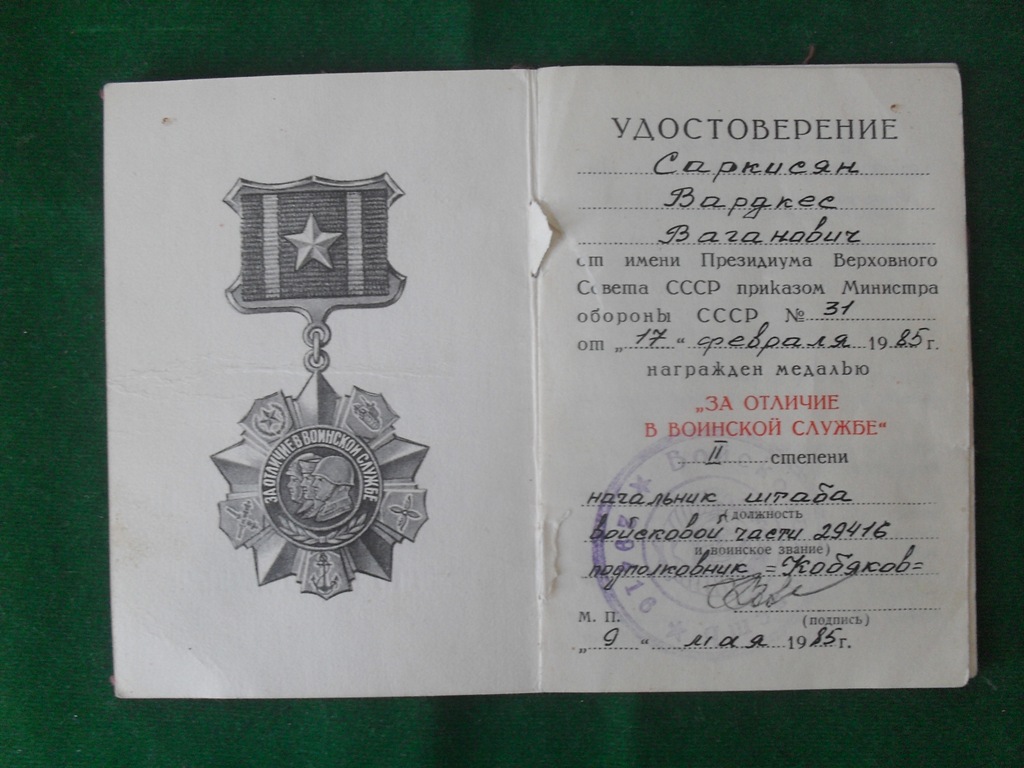 ЗА ОТЛИЧИЕ В ВОИНСКОЙ СЛУЖБЕ
УДОСТОВЕРЕНИЕ
Саркисян
Вардкес
Ваганович
от имени Президиума Верховного
Совета СССР приказом Министра
обороны СССР № 31
от „17“ февраля 1985 г.
награжден медалью
„ЗА ОТЛИЧИЕ
В ВОИНСКОЙ СЛУЖБЕ“
II степени
начальник штаба
(должность
войсковой части 29416
и воинское звание)
подполковник =Кобяков=
М. П.
(подпись)
„9“ мая 1985 г.